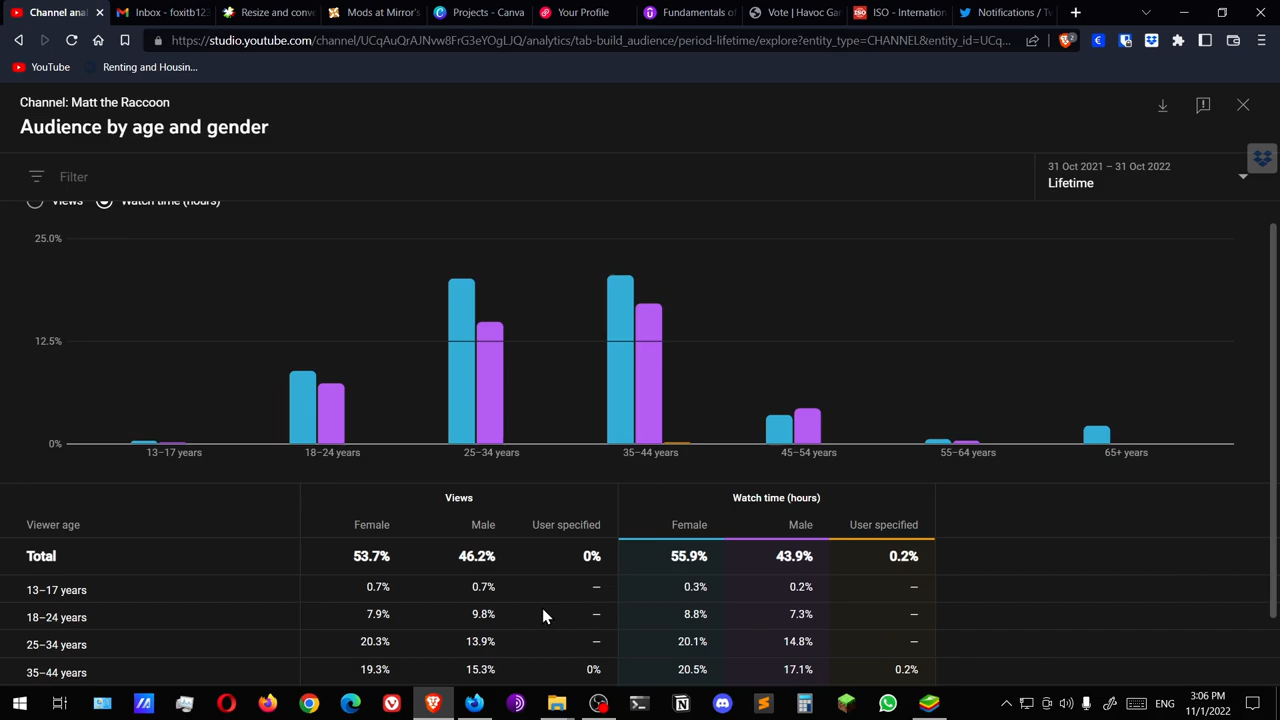 Channel anal
Inbox - foxitb123
Resize and conve
Mods at Mirror's
Projects - Canva
Your Profile
Fundamentals of
Vote | Havoc Gam
ISO - Internation
Notifications / Tw
https://studio.youtube.com/channel/UCqAuQrAJNvw8FrG3eYOgLJQ/analytics/tab-build_audience/period-lifetime/explore?entity_type=CHANNEL&entity_id=UCq...
2
YouTube
Renting and Housin...
Channel: Matt the Raccoon
Audience by age and gender
Filter
31 Oct 2021 – 31 Oct 2022
Lifetime
Views
Watch time (hours)
25.0%
12.5%
0%
13–17 years 18–24 years 25–34 years 35–44 years 45–54 years 55–64 years 65+ years
Views Watch time (hours)
Viewer age Female Male User specified Female Male User specified
Total 53.7% 46.2% 0% 55.9% 43.9% 0.2%
13–17 years 0.7% 0.7% — 0.3% 0.2% —
18–24 years 7.9% 9.8% — 8.8% 7.3% —
25–34 years 20.3% 13.9% — 20.1% 14.8% —
35–44 years 19.3% 15.3% 0% 20.5% 17.1% 0.2%
ENG
3:06 PM
11/1/2022